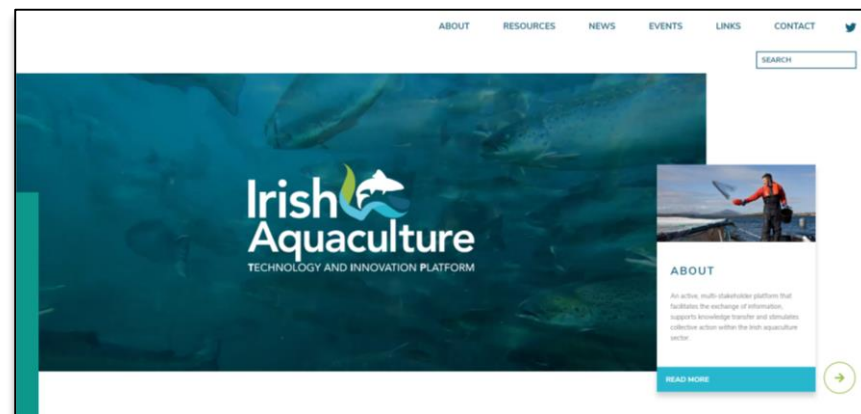 ABOUT RESOURCES NEWS EVENTS LINKS CONTACT
SEARCH
Irish
Aquaculture
TECHNOLOGY AND INNOVATION PLATFORM
ABOUT
An active, multi-stakeholder platform that
facilitates the exchange of information,
supports knowledge transfer and stimulates
collective action within the Irish aquaculture
sector.
READ MORE